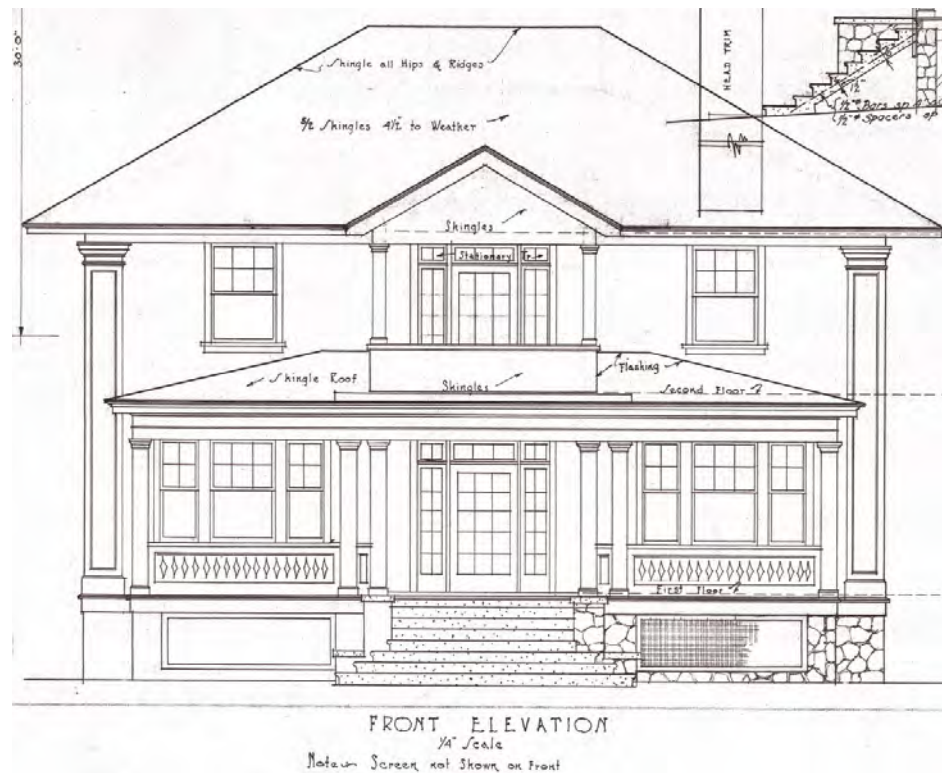 30'-0"
HEAD TRIM
1½"
½"ᵠ Bars
½"ᵠ Spacers
Shingle all Hips & Ridges
5/2 Shingles 4½" to Weather
Shingles
Stationary Tr.
Shingle Roof
Shingles
Flashing
Second Floor
First Floor
FRONT ELEVATION
¼" Scale
Note Screen not Shown on Front